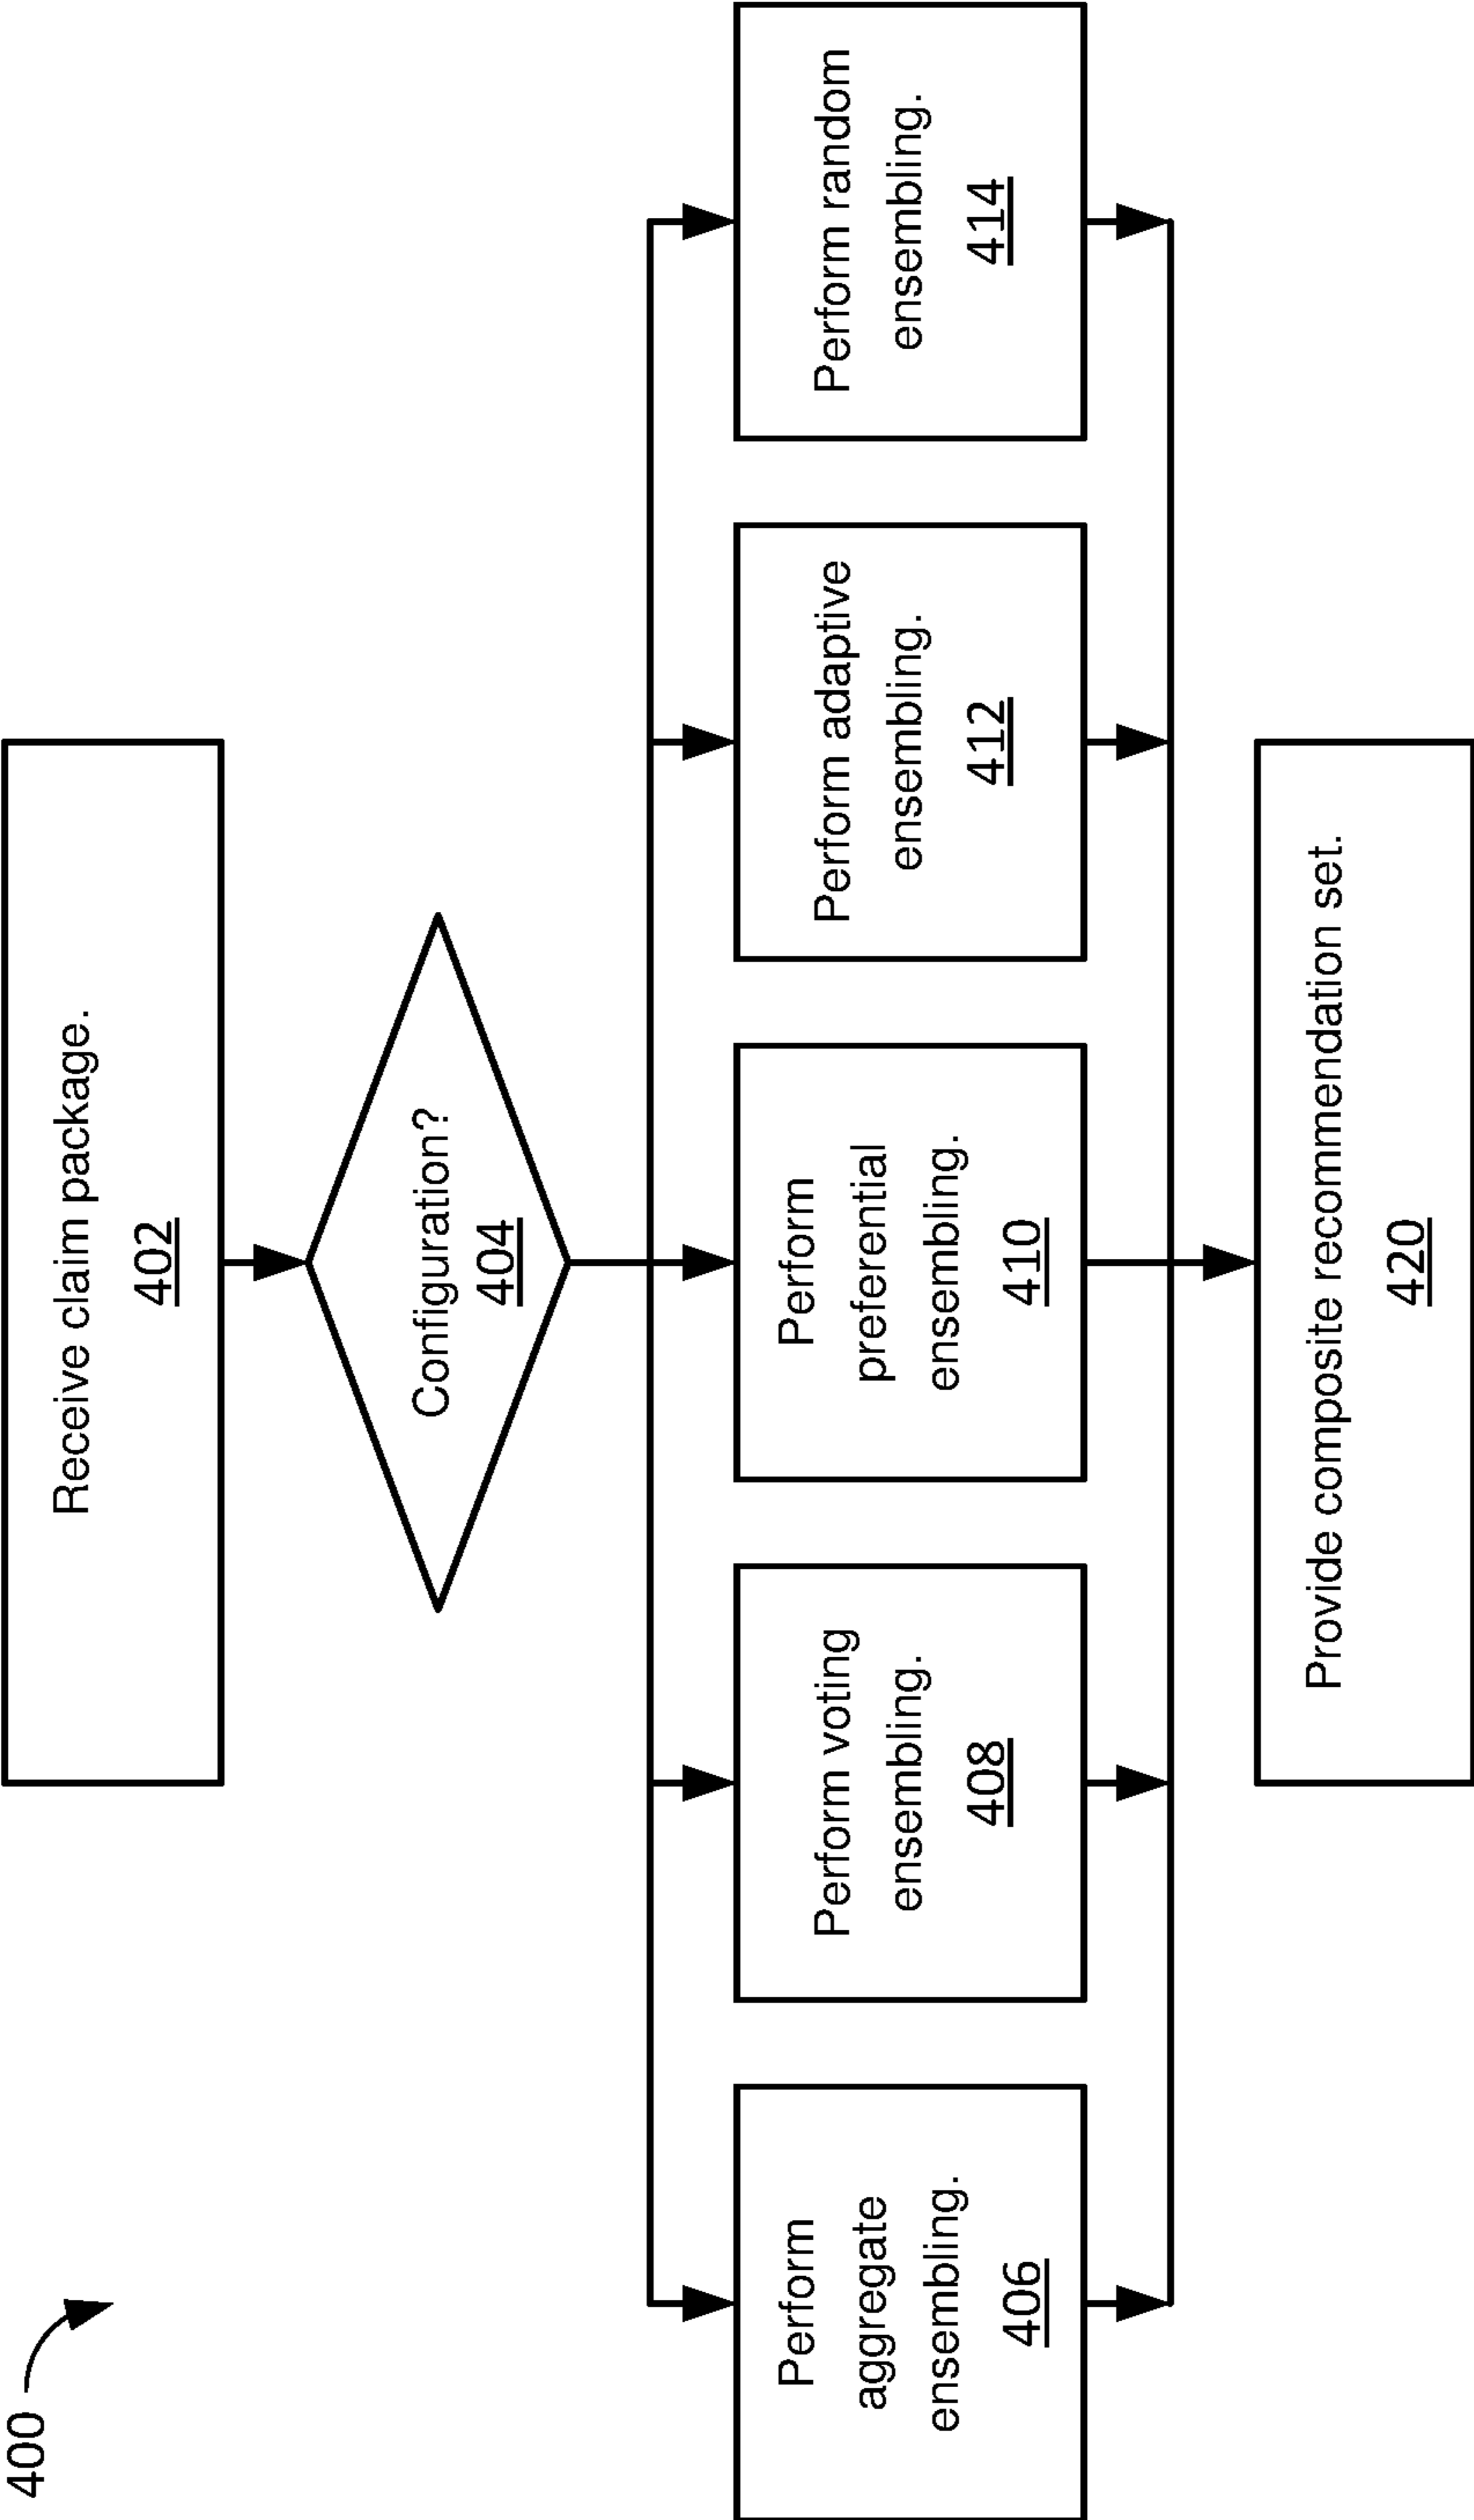 400
Receive claim package.
402
Configuration?
404
Perform
aggregate
ensembling.
406
Perform voting
ensembling.
408
Perform
preferential
ensembling.
410
Perform adaptive
ensembling.
412
Perform random
ensembling.
414
Provide composite recommendation set.
420